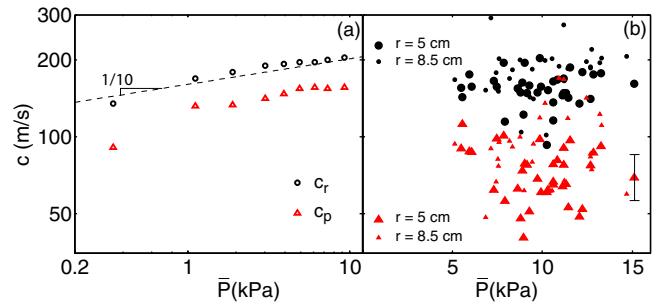 300
200
100
50
c (m/s)
(a)
1/10
c_r
c_p
0.2
1
10
P̅(kPa)
(b)
r = 5 cm
r = 8.5 cm
r = 5 cm
r = 8.5 cm
0
5
10
15
P̅(kPa)